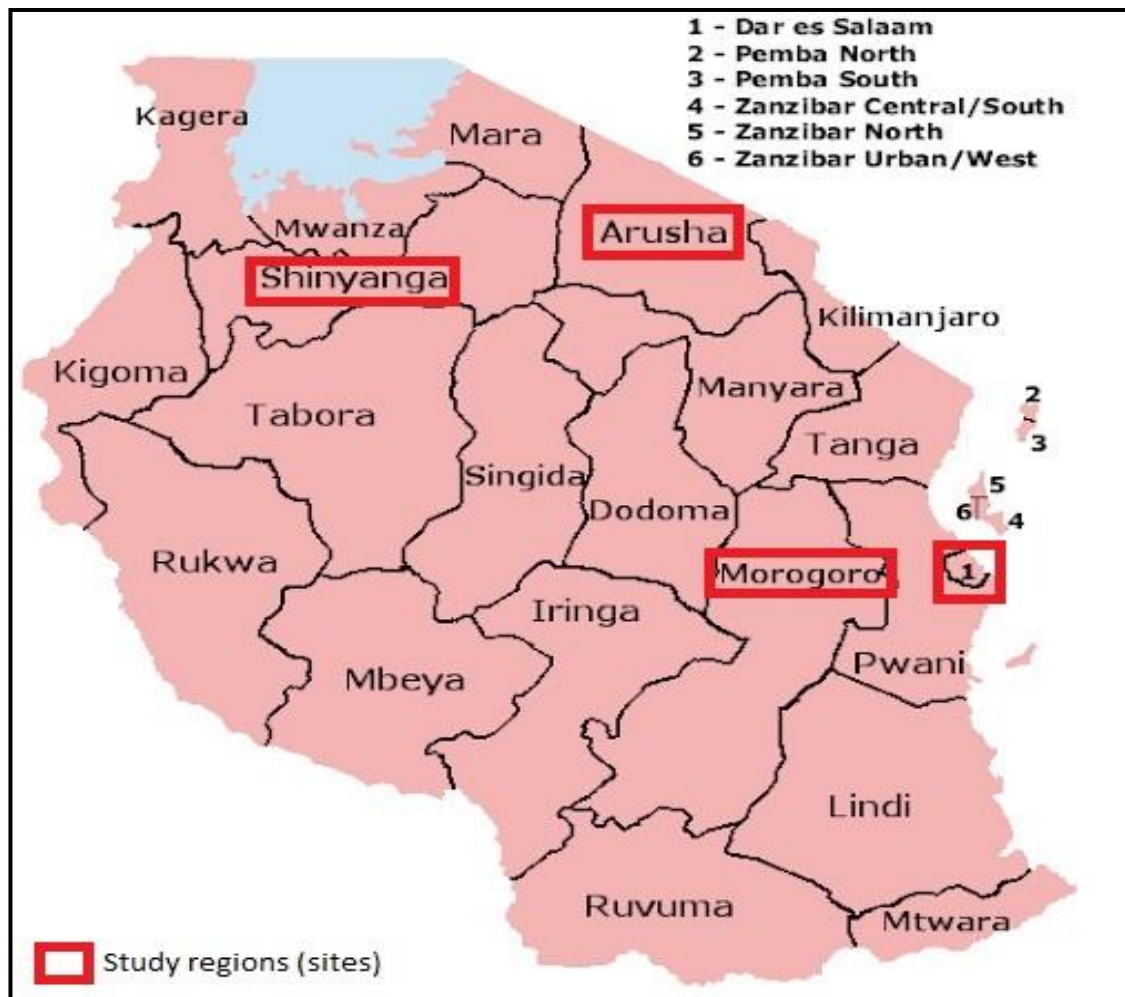 1 - Dar es Salaam
2 - Pemba North
3 - Pemba South
4 - Zanzibar Central/South
5 - Zanzibar North
6 - Zanzibar Urban/West
Kagera
Mara
Mwanza
Arusha
Shinyanga
Kilimanjaro
Kigoma
Manyara
Tabora
2
Tanga
3
Singida
5
Dodoma
6
4
Rukwa
Morogoro
1
Iringa
Pwani
Mbeya
Lindi
Ruvuma
Mtwara
Study regions (sites)